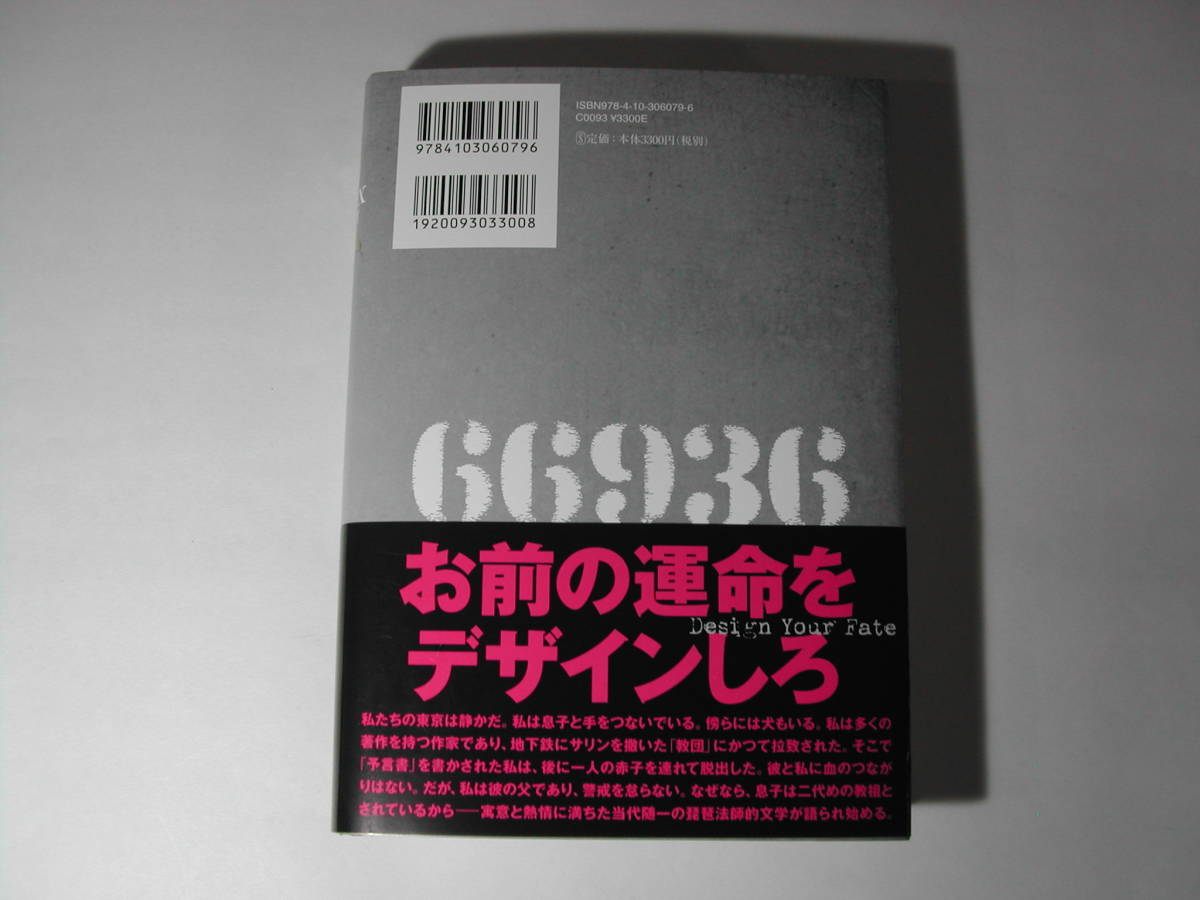 9784103060796
1920093033008
ISBN978-4-10-306079-6
C0093 ¥3300E
Ⓢ定価:本体3300円(税別)
66936
お前の運命を
Design Your Fate
デザインしろ
私たちの東京は静かだ。私は息子と手をつないでいる。傍らには犬もいる。私は多くの
著作を持つ作家であり、地下鉄にサリンを撒いた「教団」にかつて拉致された。そこで
「予言書」を書かされた私は、後に一人の赤子を連れて脱出した。彼と私に血のつなが
りはない。だが、私は彼の父であり、警戒を怠らない。なぜなら、息子は二代めの教祖と
されているから――寓意と熱情に満ちた当代随一の琵琶法師的文学が語られ始める。